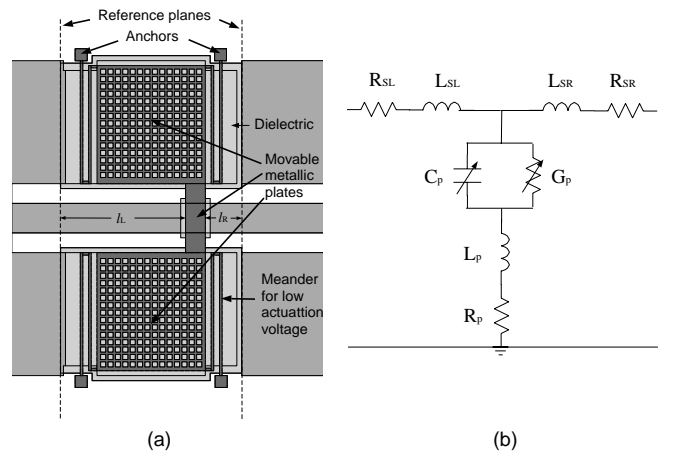 Reference planes
Anchors
Dielectric
Movable
metallic
plates
lL
lR
Meander
for low
actuattion
voltage
(a)
RSL
LSL
LSR
RSR
Cp
Gp
Lp
Rp
(b)